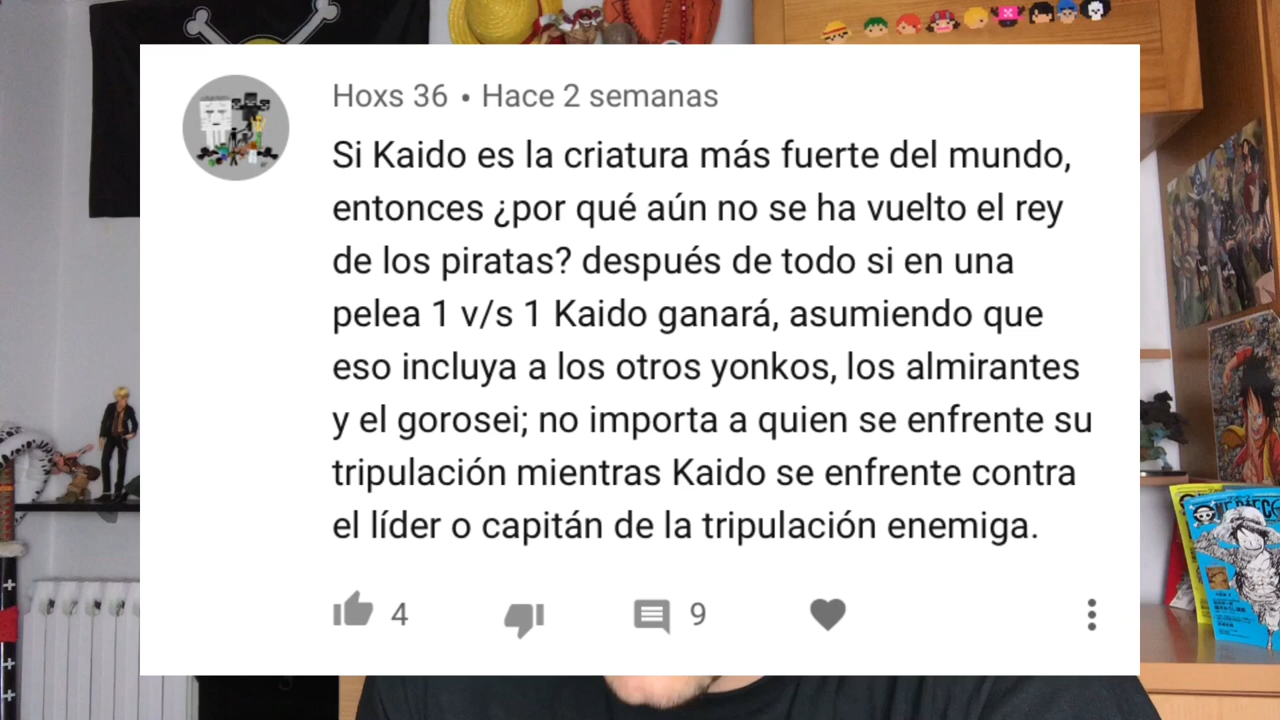 Hoxs 36 • Hace 2 semanas
Si Kaido es la criatura más fuerte del mundo,
entonces ¿por qué aún no se ha vuelto el rey
de los piratas? después de todo si en una
pelea 1 v/s 1 Kaido ganará, asumiendo que
eso incluya a los otros yonkos, los almirantes
y el gorosei; no importa a quien se enfrente su
tripulación mientras Kaido se enfrente contra
el líder o capitán de la tripulación enemiga.
4
9